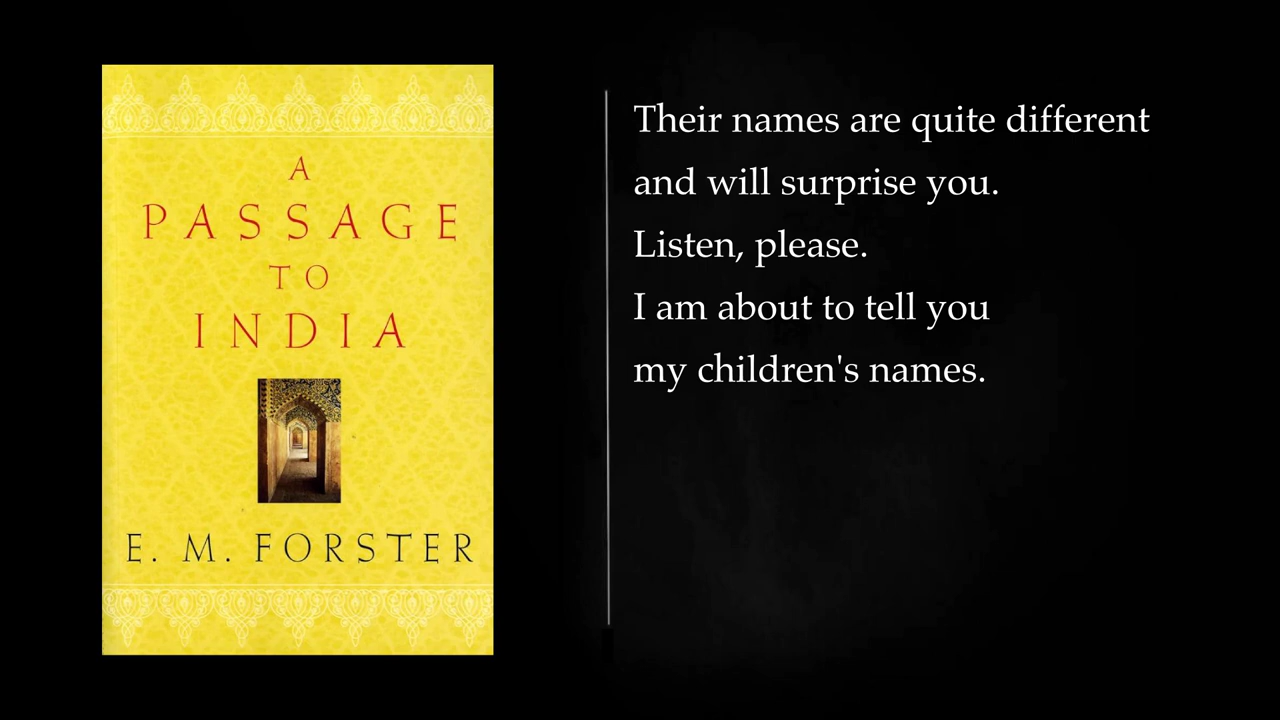 A
PASSAGE
TO
INDIA
E. M. FORSTER
Their names are quite different
and will surprise you.
Listen, please.
I am about to tell you
my children's names.